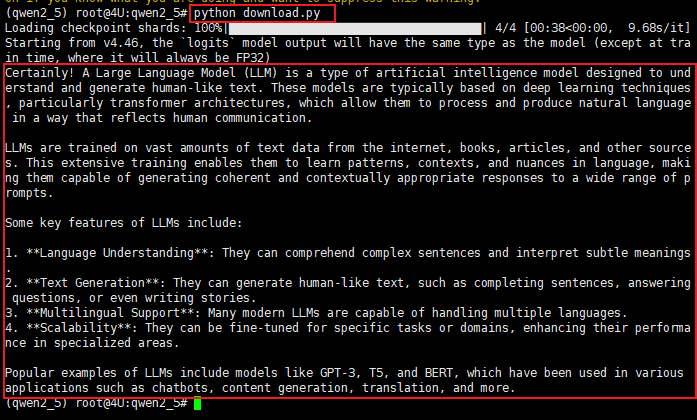 on if you know what you are doing and want to suppress this warning.
(qwen2_5) root@4U:qwen2_5# python download.py
Loading checkpoint shards: 100%| | 4/4 [00:38<00:00,  9.68s/it]
Starting from v4.46, the `logits` model output will have the same type as the model (except at tra
in time, where it will always be FP32)
Certainly! A Large Language Model (LLM) is a type of artificial intelligence model designed to und
erstand and generate human-like text. These models are typically based on deep learning techniques
, particularly transformer architectures, which allow them to process and produce natural language
 in a way that reflects human communication.

LLMs are trained on vast amounts of text data from the internet, books, articles, and other source
s. This extensive training enables them to learn patterns, contexts, and nuances in language, maki
ng them capable of generating coherent and contextually appropriate responses to a wide range of p
rompts.

Some key features of LLMs include:

1. **Language Understanding**: They can comprehend complex sentences and interpret subtle meanings
.
2. **Text Generation**: They can generate human-like text, such as completing sentences, answering
 questions, or even writing stories.
3. **Multilingual Support**: Many modern LLMs are capable of handling multiple languages.
4. **Scalability**: They can be fine-tuned for specific tasks or domains, enhancing their performa
nce in specialized areas.

Popular examples of LLMs include models like GPT-3, T5, and BERT, which have been used in various
applications such as chatbots, content generation, translation, and more.
(qwen2_5) root@4U:qwen2_5#